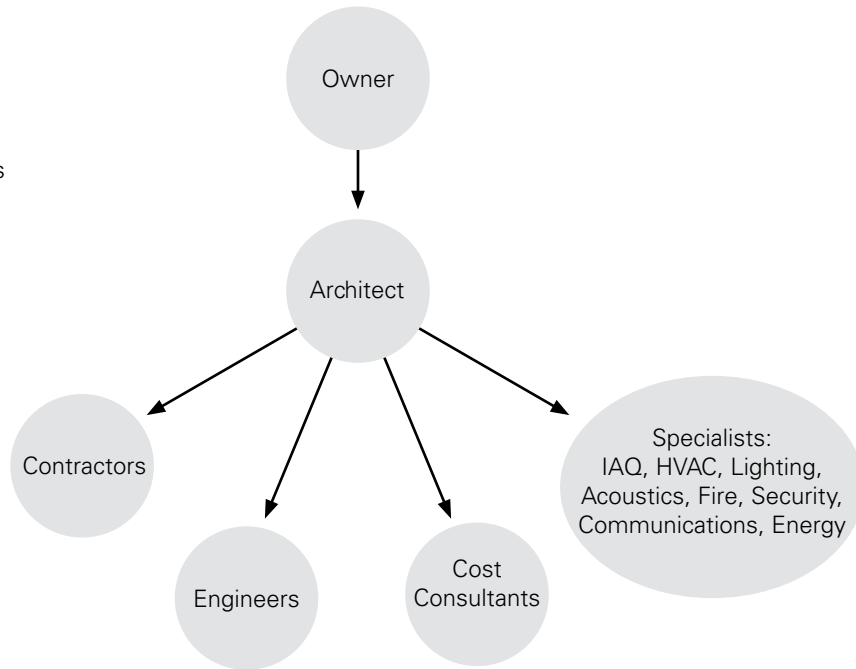 Owner
Architect
Contractors
Engineers
Cost
Consultants
Specialists:
IAQ, HVAC, Lighting,
Acoustics, Fire, Security,
Communications, Energy